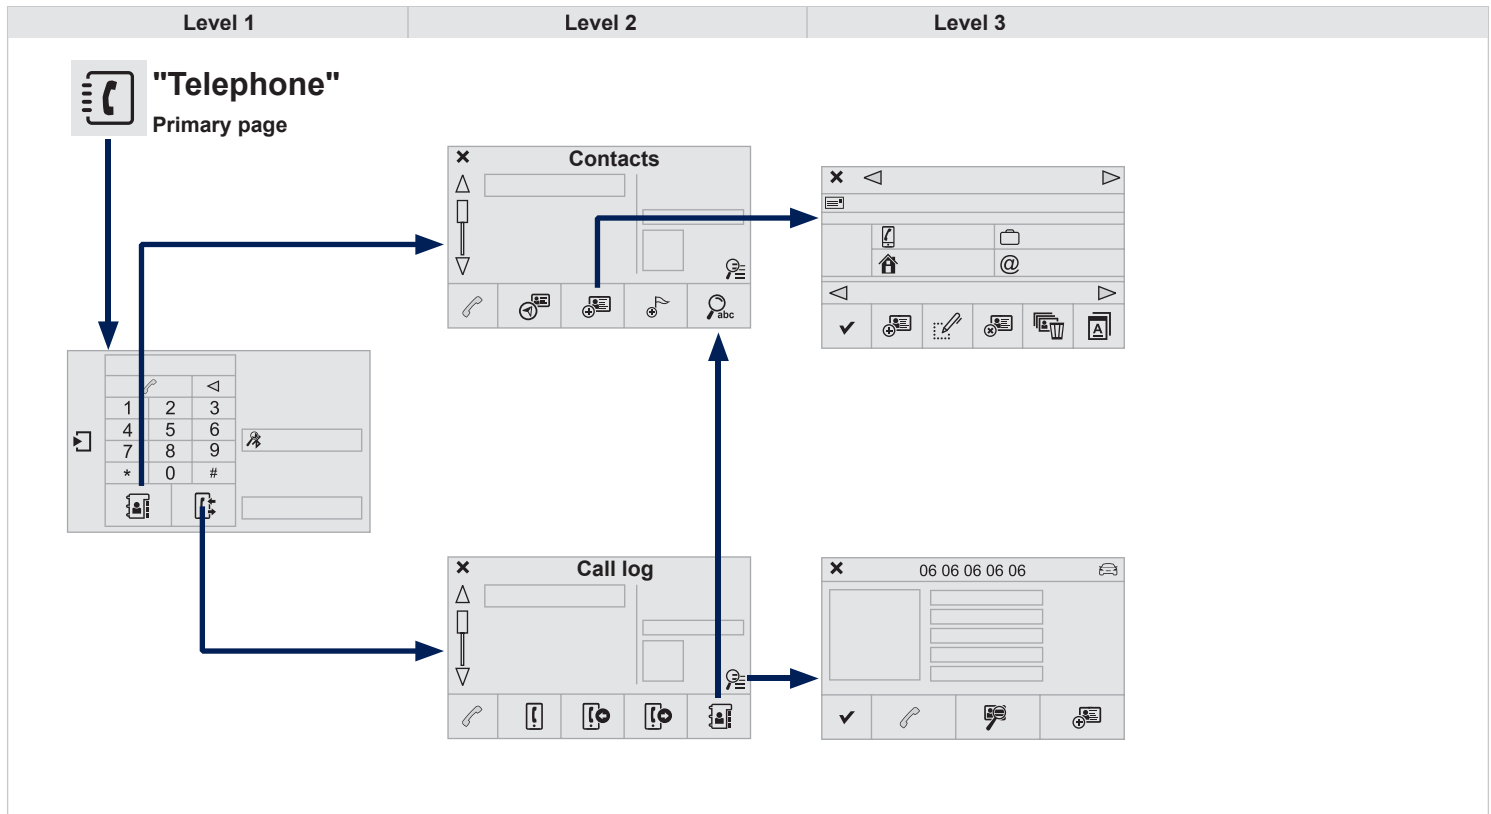 Level 1 Level 2 Level 3
"Telephone"
Primary page
Contacts
@
abc
A
1 2 3
4 5 6
7 8 9
* 0 #
Call log
06 06 06 06 06